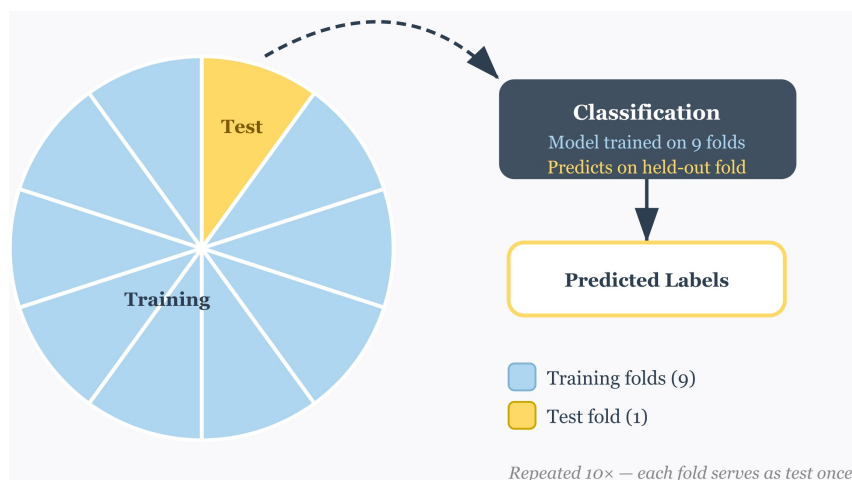 Test
Training
Classification
Model trained on 9 folds
Predicts on held-out fold
Predicted Labels
Training folds (9)
Test fold (1)
Repeated 10× — each fold serves as test once